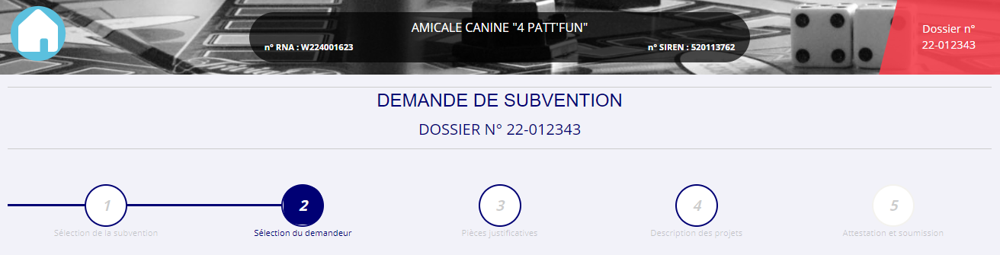 AMICALE CANINE "4 PATT'FUN"
n° RNA : W224001623
n° SIREN : 520113762
Dossier n°
22-012343
DEMANDE DE SUBVENTION
DOSSIER N° 22-012343
1
Sélection de la subvention
2
Sélection du demandeur
3
Pièces justificatives
4
Description des projets
5
Attestation et soumission